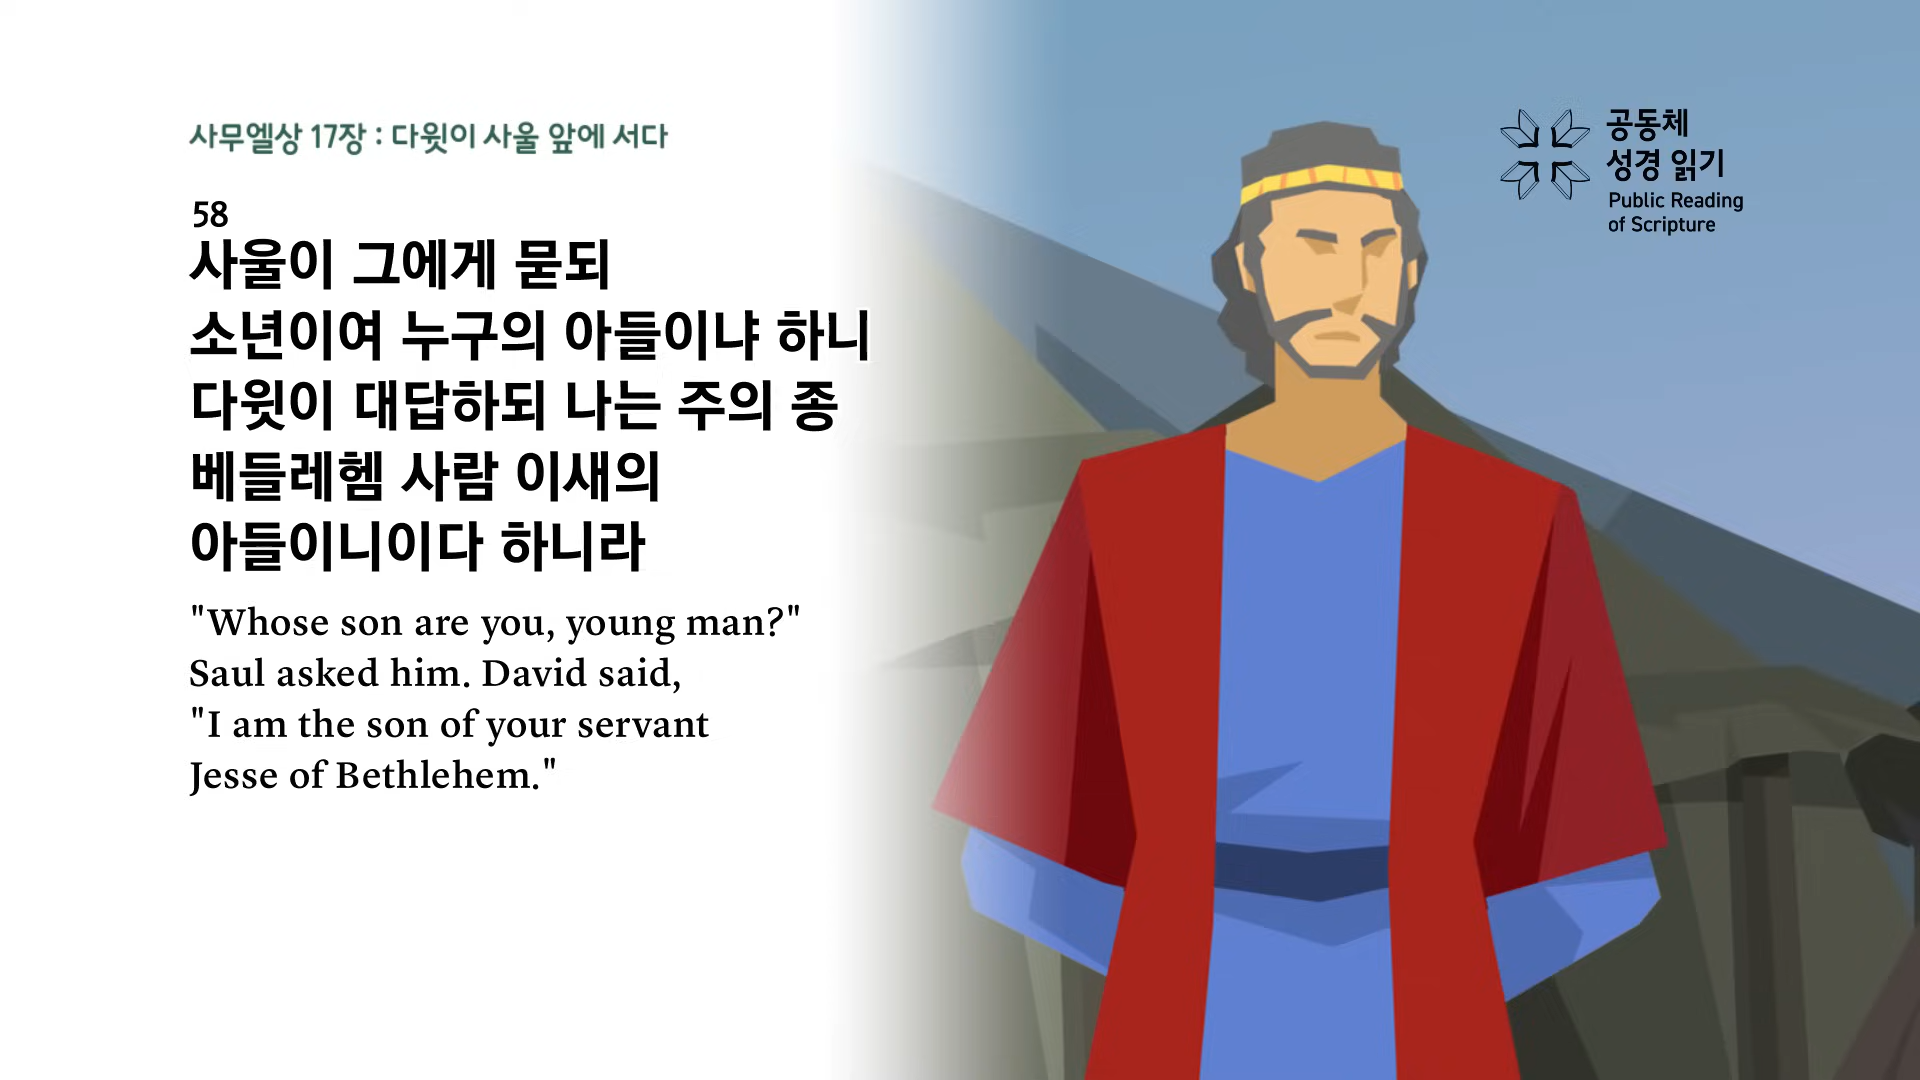 사무엘상 17장 : 다윗이 사울 앞에 서다
58
사울이 그에게 묻되
소년이여 누구의 아들이냐 하니
다윗이 대답하되 나는 주의 종
베들레헴 사람 이새의
아들이니이다 하니라
"Whose son are you, young man?"
Saul asked him. David said,
"I am the son of your servant
Jesse of Bethlehem."
공동체
성경 읽기
Public Reading
of Scripture